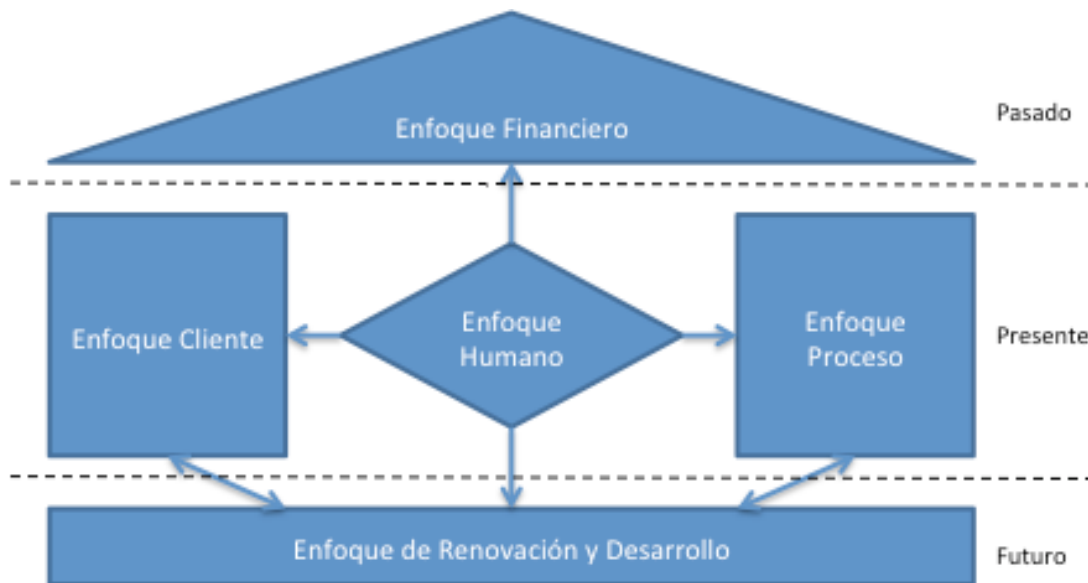 Enfoque Financiero
Pasado
Enfoque Cliente
Enfoque
Humano
Enfoque
Proceso
Presente
Enfoque de Renovación y Desarrollo
Futuro